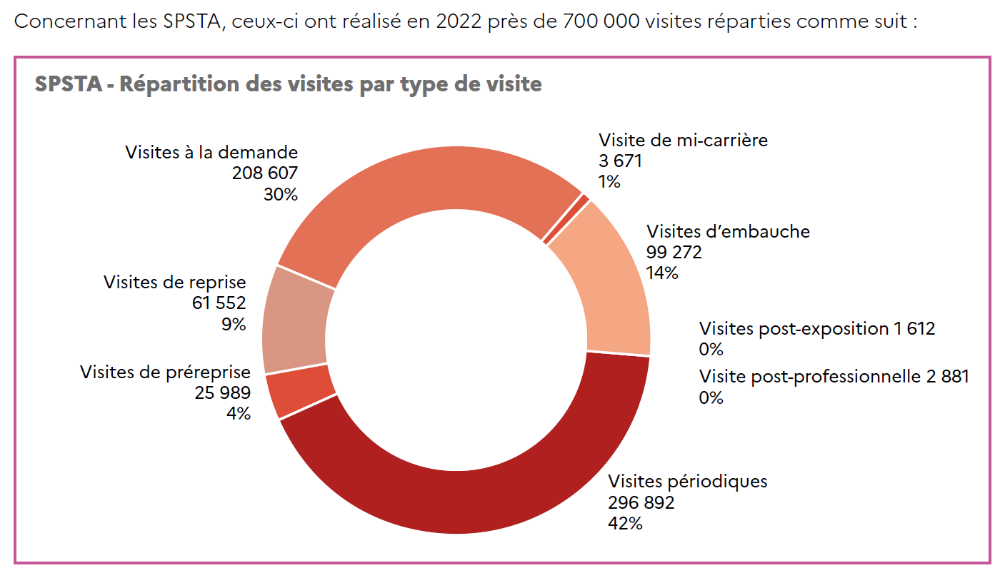 Concernant les SPSTA, ceux-ci ont réalisé en 2022 près de 700 000 visites réparties comme suit :
SPSTA - Répartition des visites par type de visite
Visites à la demande
208 607
30%
Visite de mi-carrière
3 671
1%
Visites d’embauche
99 272
14%
Visites de reprise
61 552
9%
Visites post-exposition 1 612
0%
Visite post-professionnelle 2 881
0%
Visites de préreprise
25 989
4%
Visites périodiques
296 892
42%